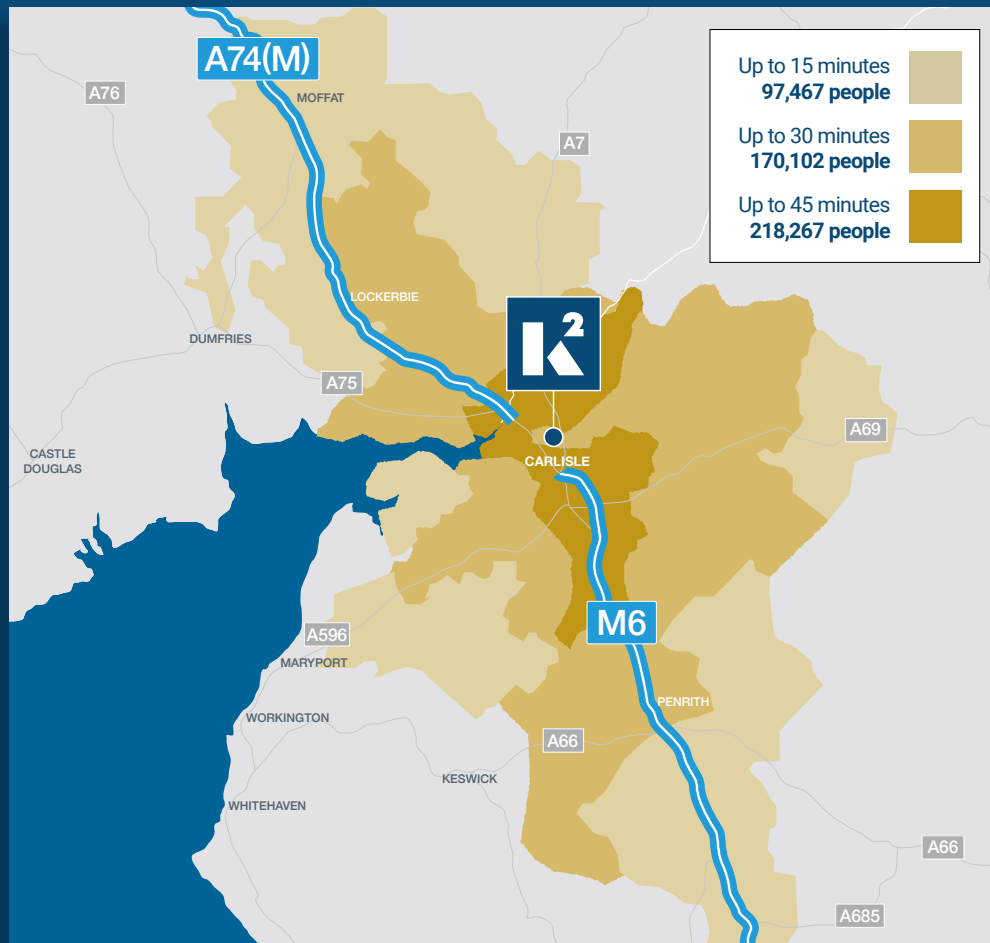 A74(M)
A76
MOFFAT
A7
Up to 15 minutes
97,467 people
Up to 30 minutes
170,102 people
Up to 45 minutes
218,267 people
LOCKERBIE
K2
DUMFRIES
A75
A69
CASTLE
DOUGLAS
CARLISLE
M6
A596
MARYPORT
PENRITH
WORKINGTON
A66
KESWICK
WHITEHAVEN
A66
A685